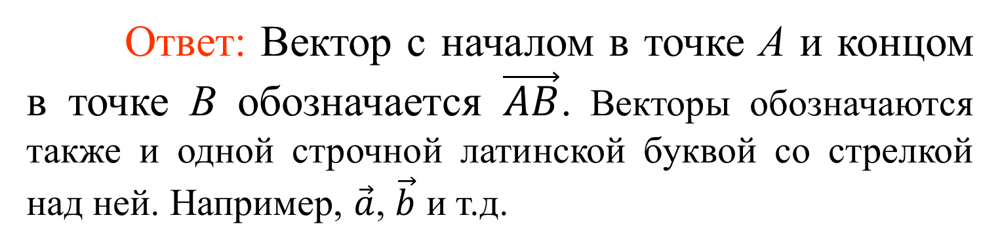 Ответ: Вектор с началом в точке A и концом
в точке B обозначается $\overrightarrow{AB}$. Векторы обозначаются
также и одной строчной латинской буквой со стрелкой
над ней. Например, $\vec{a}$, $\vec{b}$ и т.д.